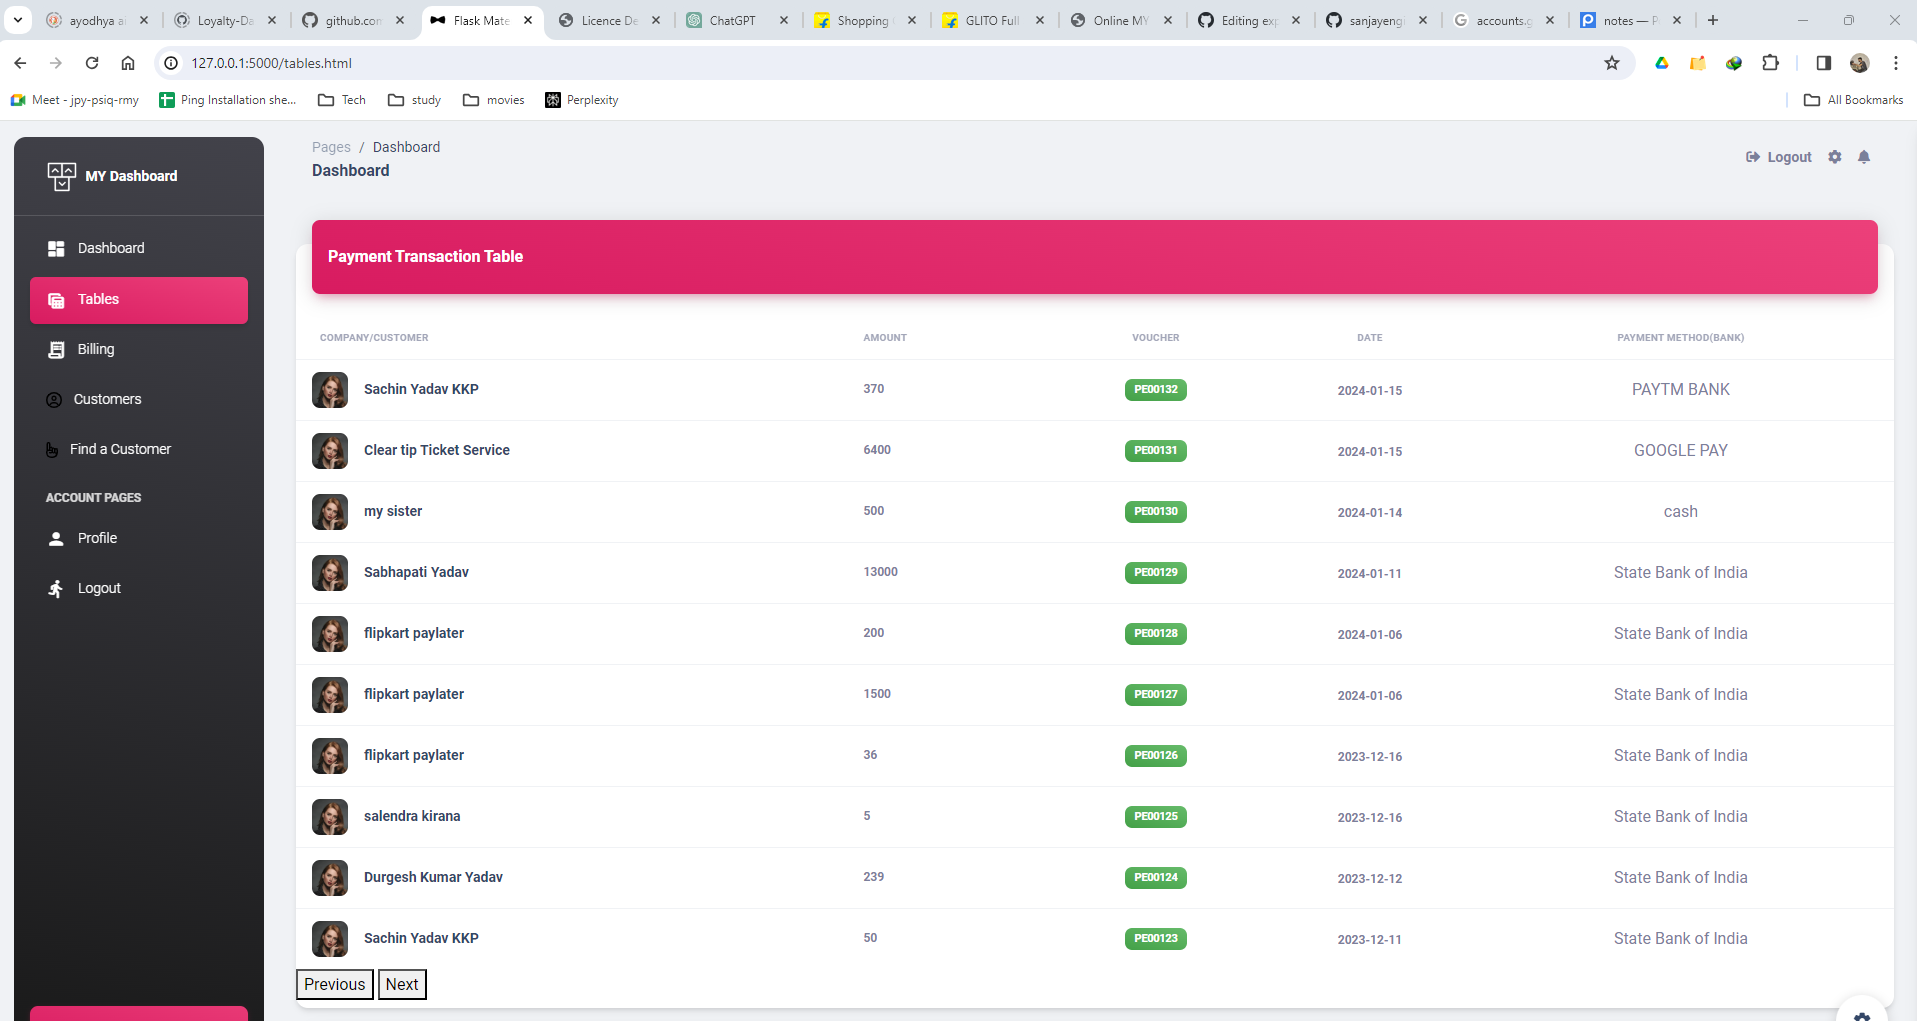 ayodhya ai
Loyalty-Da
github.com
Flask Mate
Licence De
ChatGPT
Shopping
GLITO Full
Online MY
Editing exp
sanjayeng
accounts.g
notes — P
127.0.0.1:5000/tables.html
Meet - jpy-psiq-rmy
Ping Installation she...
Tech
study
movies
Perplexity
All Bookmarks
MY Dashboard
Dashboard
Tables
Billing
Customers
Find a Customer
ACCOUNT PAGES
Profile
Logout
Pages / Dashboard
Dashboard
Logout
Payment Transaction Table
COMPANY/CUSTOMER AMOUNT VOUCHER DATE PAYMENT METHOD(BANK)
Sachin Yadav KKP 370 PE00132 2024-01-15 PAYTM BANK
Clear tip Ticket Service 6400 PE00131 2024-01-15 GOOGLE PAY
my sister 500 PE00130 2024-01-14 cash
Sabhapati Yadav 13000 PE00129 2024-01-11 State Bank of India
flipkart paylater 200 PE00128 2024-01-06 State Bank of India
flipkart paylater 1500 PE00127 2024-01-06 State Bank of India
flipkart paylater 36 PE00126 2023-12-16 State Bank of India
salendra kirana 5 PE00125 2023-12-16 State Bank of India
Durgesh Kumar Yadav 239 PE00124 2023-12-12 State Bank of India
Sachin Yadav KKP 50 PE00123 2023-12-11 State Bank of India
Previous Next